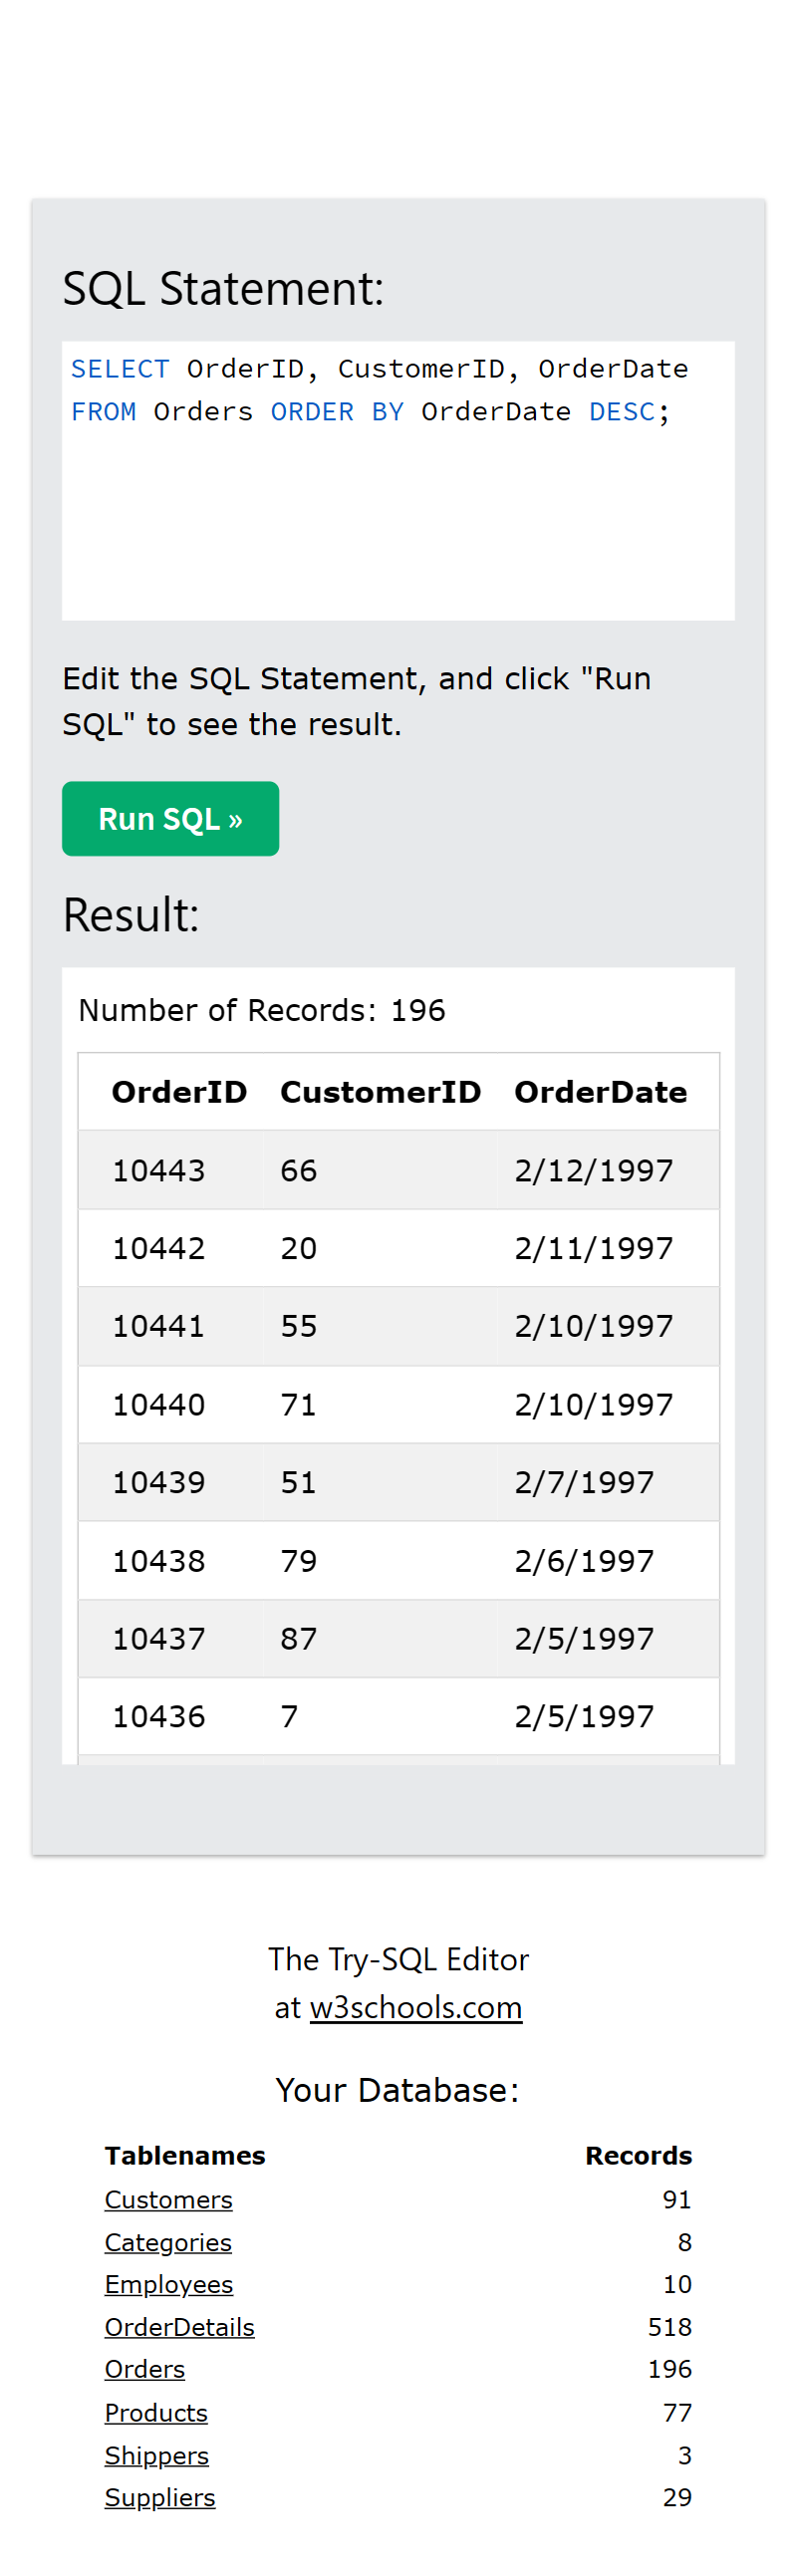 SQL Statement:
SELECT OrderID, CustomerID, OrderDate
FROM Orders ORDER BY OrderDate DESC;
Edit the SQL Statement, and click "Run
SQL" to see the result.
Run SQL »
Result:
Number of Records: 196
OrderID CustomerID OrderDate
10443 66 2/12/1997
10442 20 2/11/1997
10441 55 2/10/1997
10440 71 2/10/1997
10439 51 2/7/1997
10438 79 2/6/1997
10437 87 2/5/1997
10436 7 2/5/1997
The Try-SQL Editor
at w3schools.com
Your Database:
Tablenames Records
Customers 91
Categories 8
Employees 10
OrderDetails 518
Orders 196
Products 77
Shippers 3
Suppliers 29